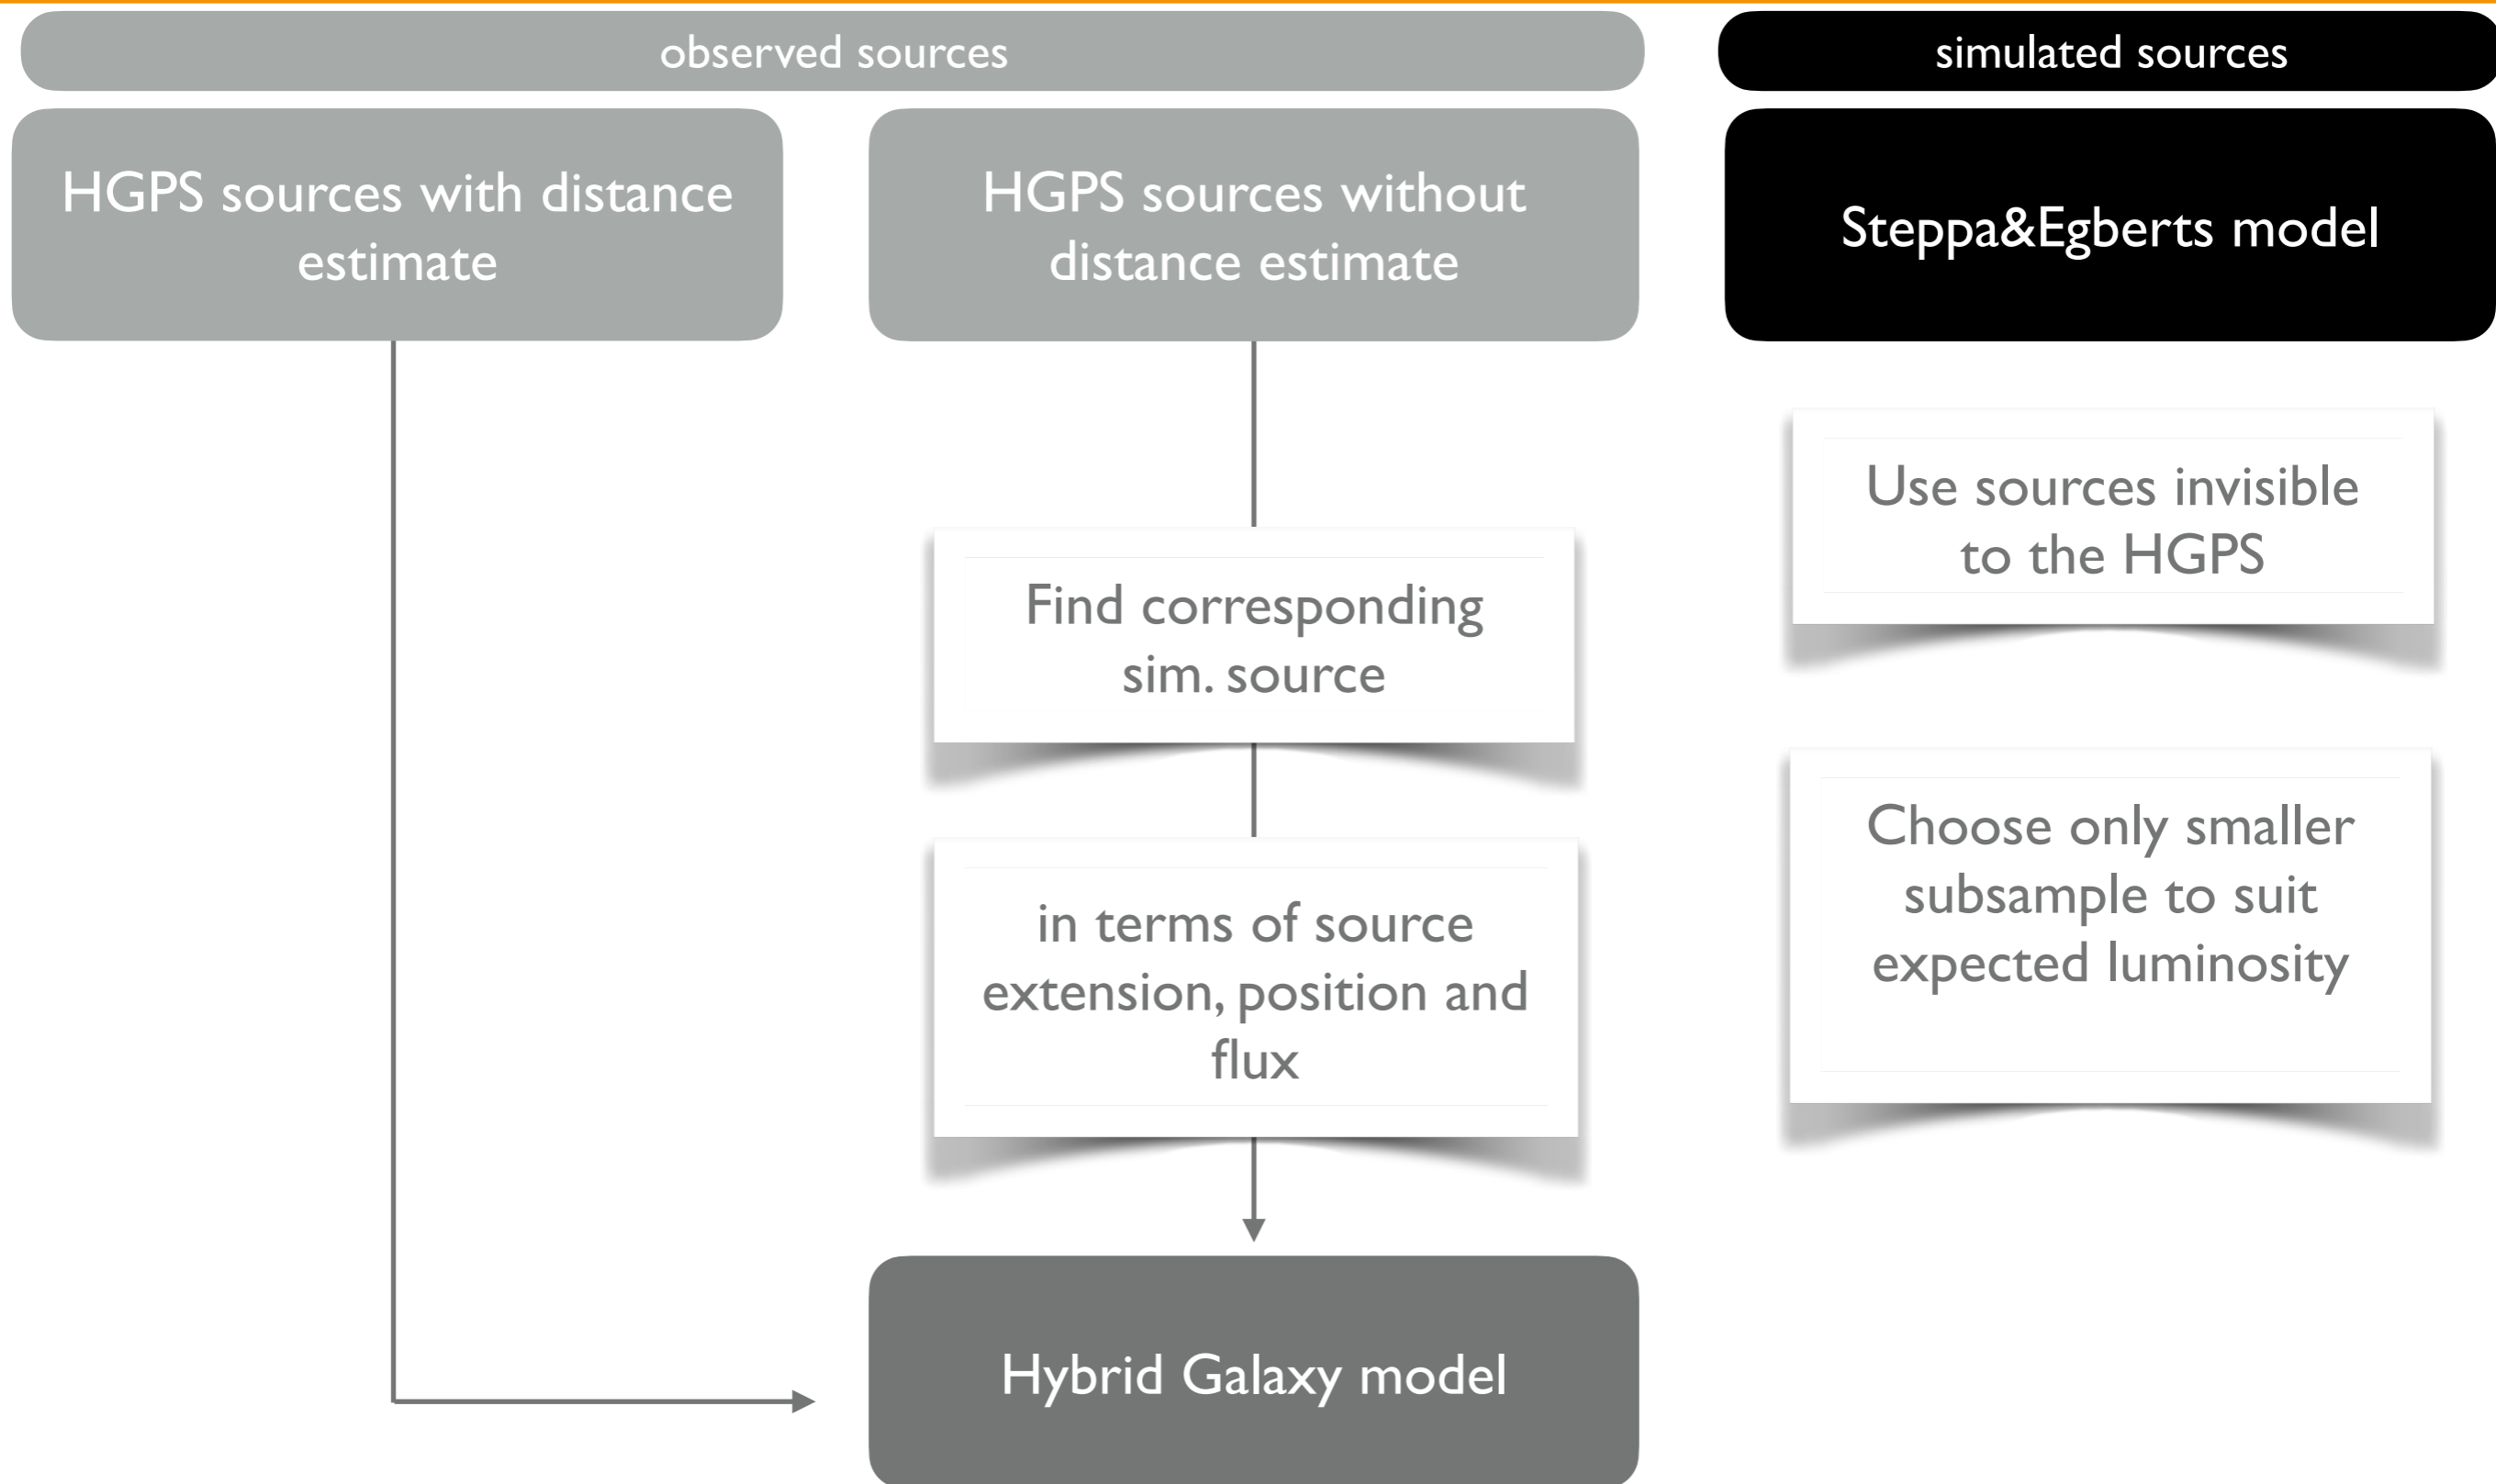 observed sources
simulated sources
HGPS sources with distance
estimate
HGPS sources without
distance estimate
Steppa&Egberts model
Use sources invisible
to the HGPS
Find corresponding
sim. source
Choose only smaller
subsample to suit
expected luminosity
in terms of source
extension, position and
flux
Hybrid Galaxy model